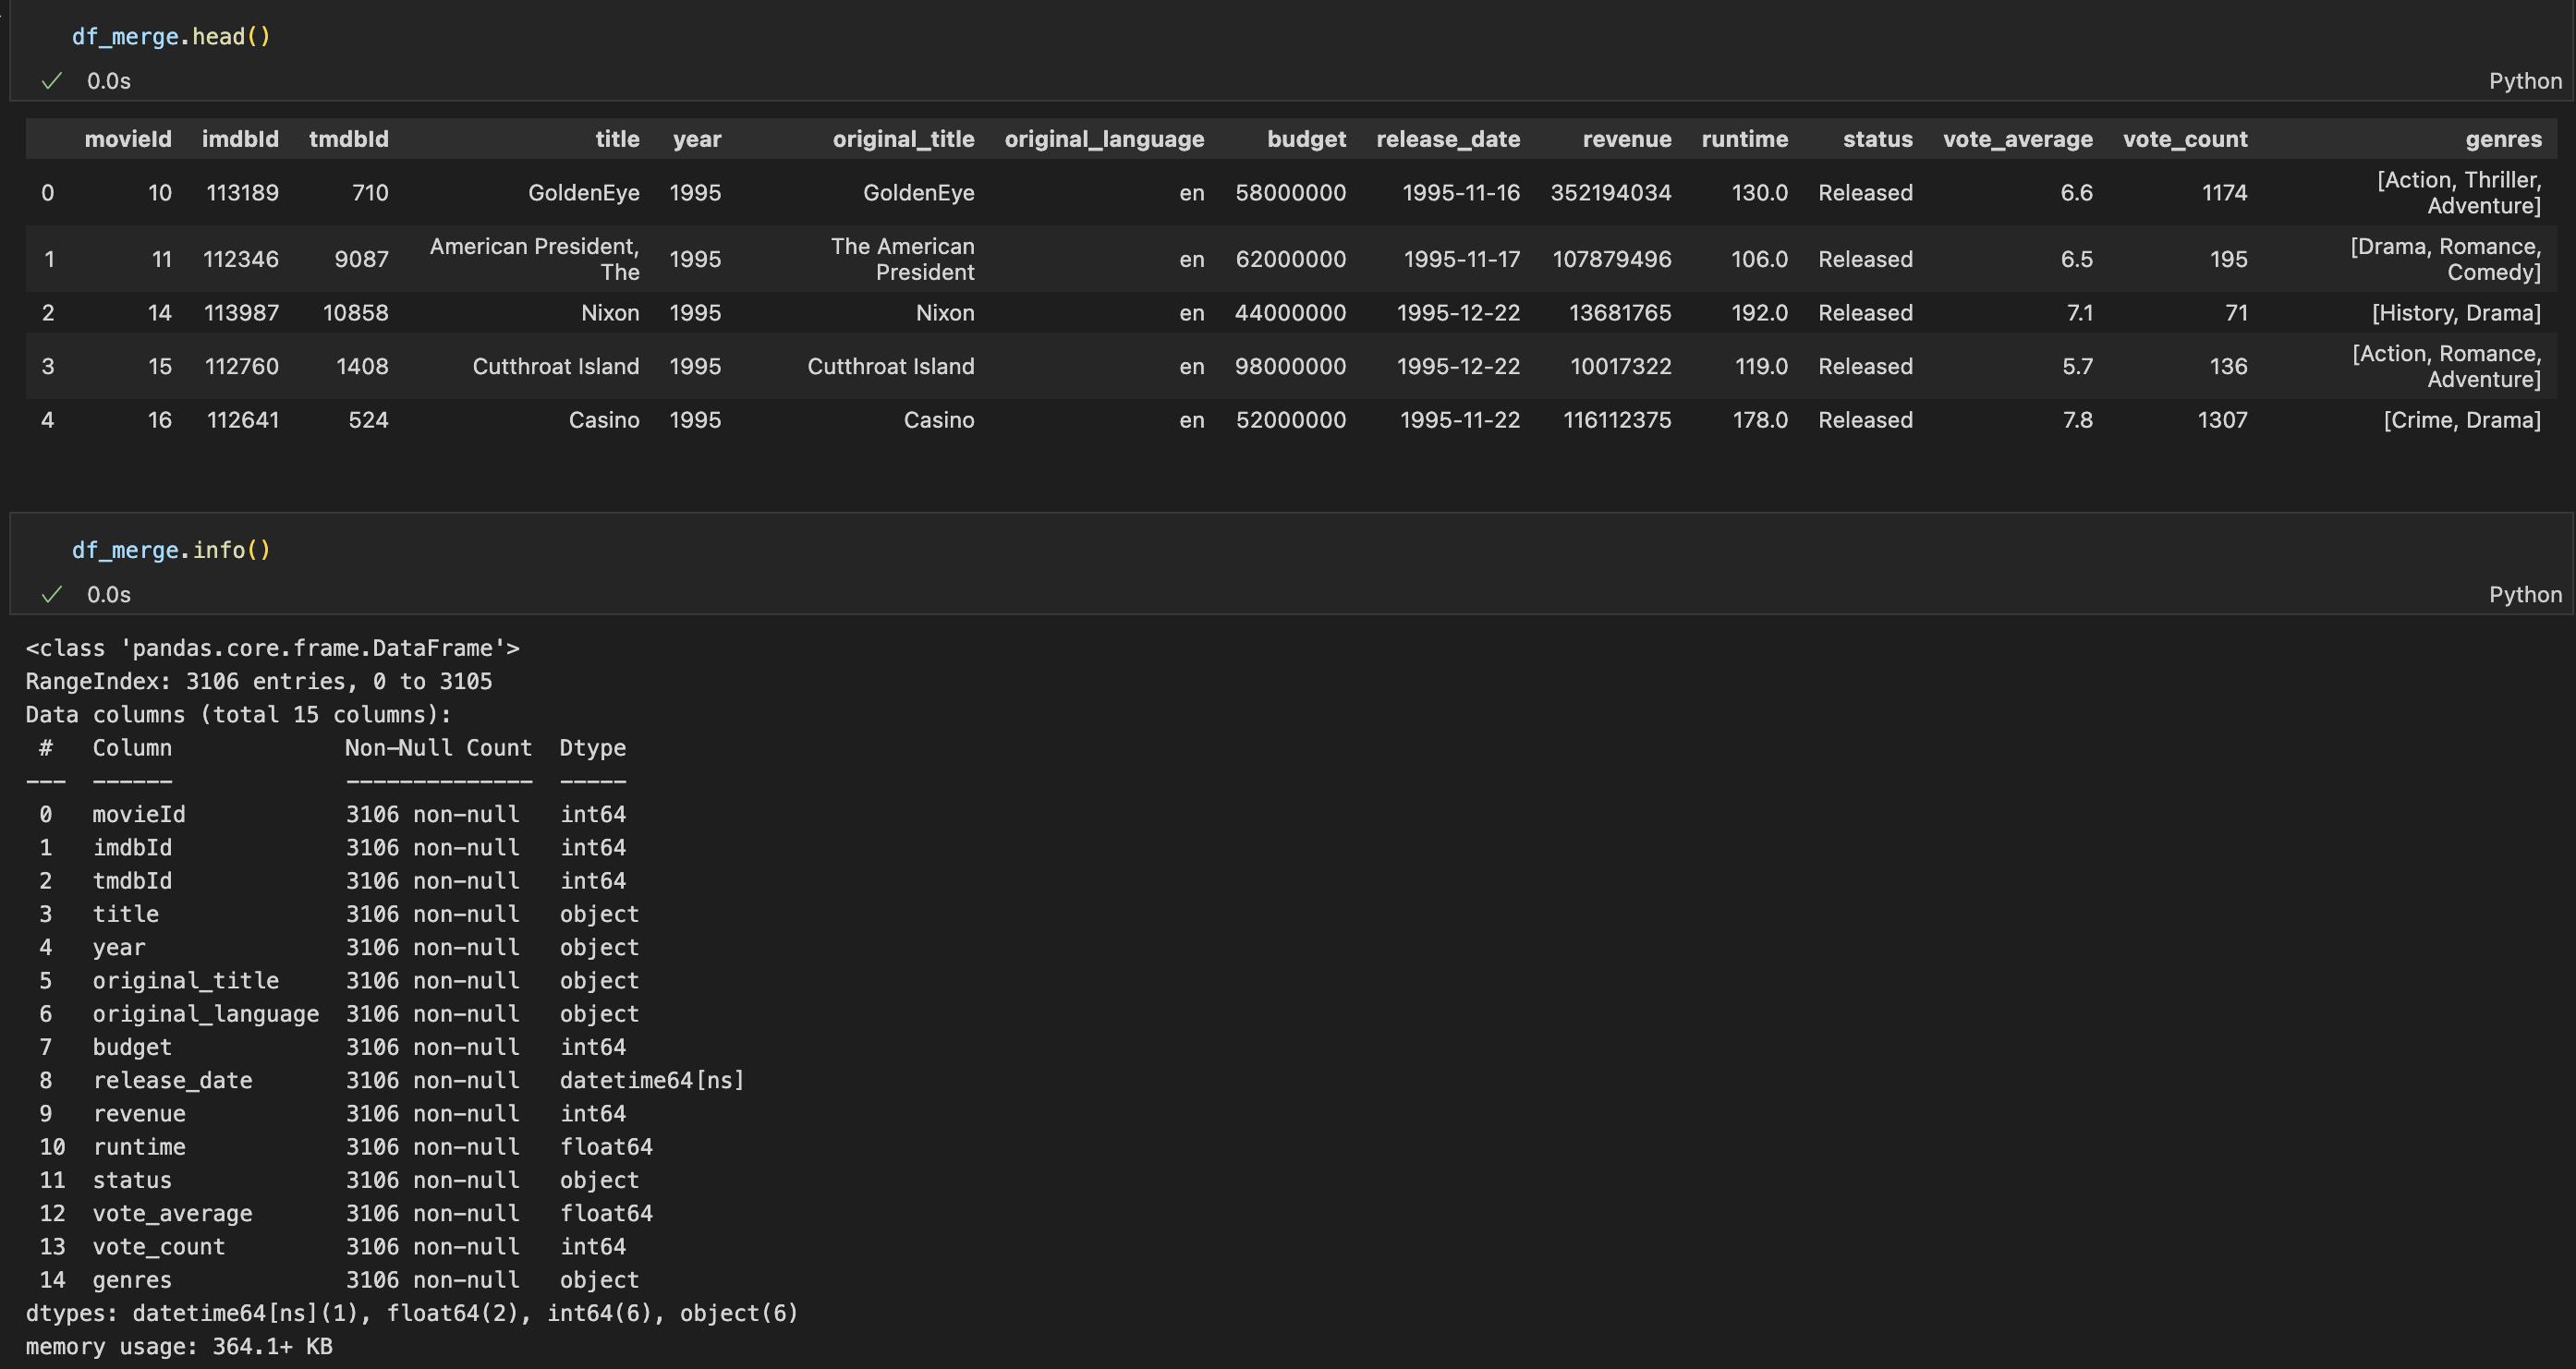 df_merge.head()
0.0s
Python
movieId imdbId tmdbId title year original_title original_language budget release_date revenue runtime status vote_average vote_count genres
0 10 113189 710 GoldenEye 1995 GoldenEye en 58000000 1995-11-16 352194034 130.0 Released 6.6 1174 [Action, Thriller, Adventure]
1 11 112346 9087 American President, The 1995 The American President en 62000000 1995-11-17 107879496 106.0 Released 6.5 195 [Drama, Romance, Comedy]
2 14 113987 10858 Nixon 1995 Nixon en 44000000 1995-12-22 13681765 192.0 Released 7.1 71 [History, Drama]
3 15 112760 1408 Cutthroat Island 1995 Cutthroat Island en 98000000 1995-12-22 10017322 119.0 Released 5.7 136 [Action, Romance, Adventure]
4 16 112641 524 Casino 1995 Casino en 52000000 1995-11-22 116112375 178.0 Released 7.8 1307 [Crime, Drama]
df_merge.info()
0.0s
Python
<class 'pandas.core.frame.DataFrame'>
RangeIndex: 3106 entries, 0 to 3105
Data columns (total 15 columns):
# Column Non-Null Count Dtype
--- ------ -------------- -----
0 movieId 3106 non-null int64
1 imdbId 3106 non-null int64
2 tmdbId 3106 non-null int64
3 title 3106 non-null object
4 year 3106 non-null object
5 original_title 3106 non-null object
6 original_language 3106 non-null object
7 budget 3106 non-null int64
8 release_date 3106 non-null datetime64[ns]
9 revenue 3106 non-null int64
10 runtime 3106 non-null float64
11 status 3106 non-null object
12 vote_average 3106 non-null float64
13 vote_count 3106 non-null int64
14 genres 3106 non-null object
dtypes: datetime64[ns](1), float64(2), int64(6), object(6)
memory usage: 364.1+ KB